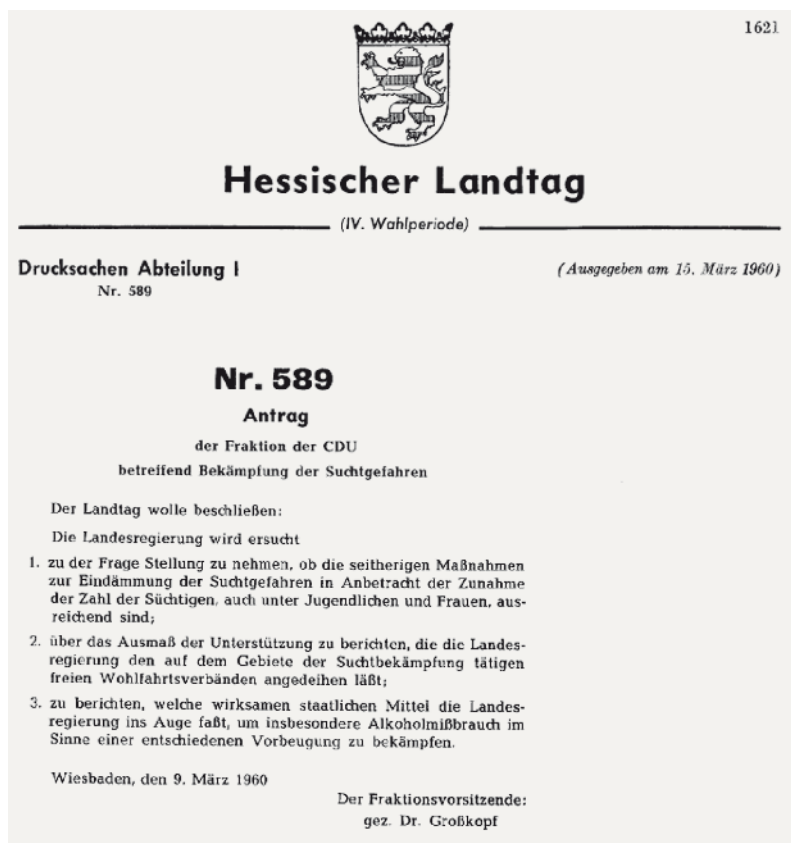 1621
Hessischer Landtag
(IV. Wahlperiode)
Drucksachen Abteilung I
Nr. 589
(Ausgegeben am 15. März 1960)
Nr. 589
Antrag
der Fraktion der CDU
betreffend Bekämpfung der Suchtgefahren
Der Landtag wolle beschließen:
Die Landesregierung wird ersucht
1. zu der Frage Stellung zu nehmen, ob die seitherigen Maßnahmen
zur Eindämmung der Suchtgefahren in Anbetracht der Zunahme
der Zahl der Süchtigen, auch unter Jugendlichen und Frauen, aus-
reichend sind;
2. über das Ausmaß der Unterstützung zu berichten, die die Landes-
regierung den auf dem Gebiete der Suchtbekämpfung tätigen
freien Wohlfahrtsverbänden angedeihen läßt;
3. zu berichten, welche wirksamen staatlichen Mittel die Landes-
regierung ins Auge faßt, um insbesondere Alkoholmißbrauch im
Sinne einer entschiedenen Vorbeugung zu bekämpfen.
Wiesbaden, den 9. März 1960
Der Fraktionsvorsitzende:
gez. Dr. Großkopf